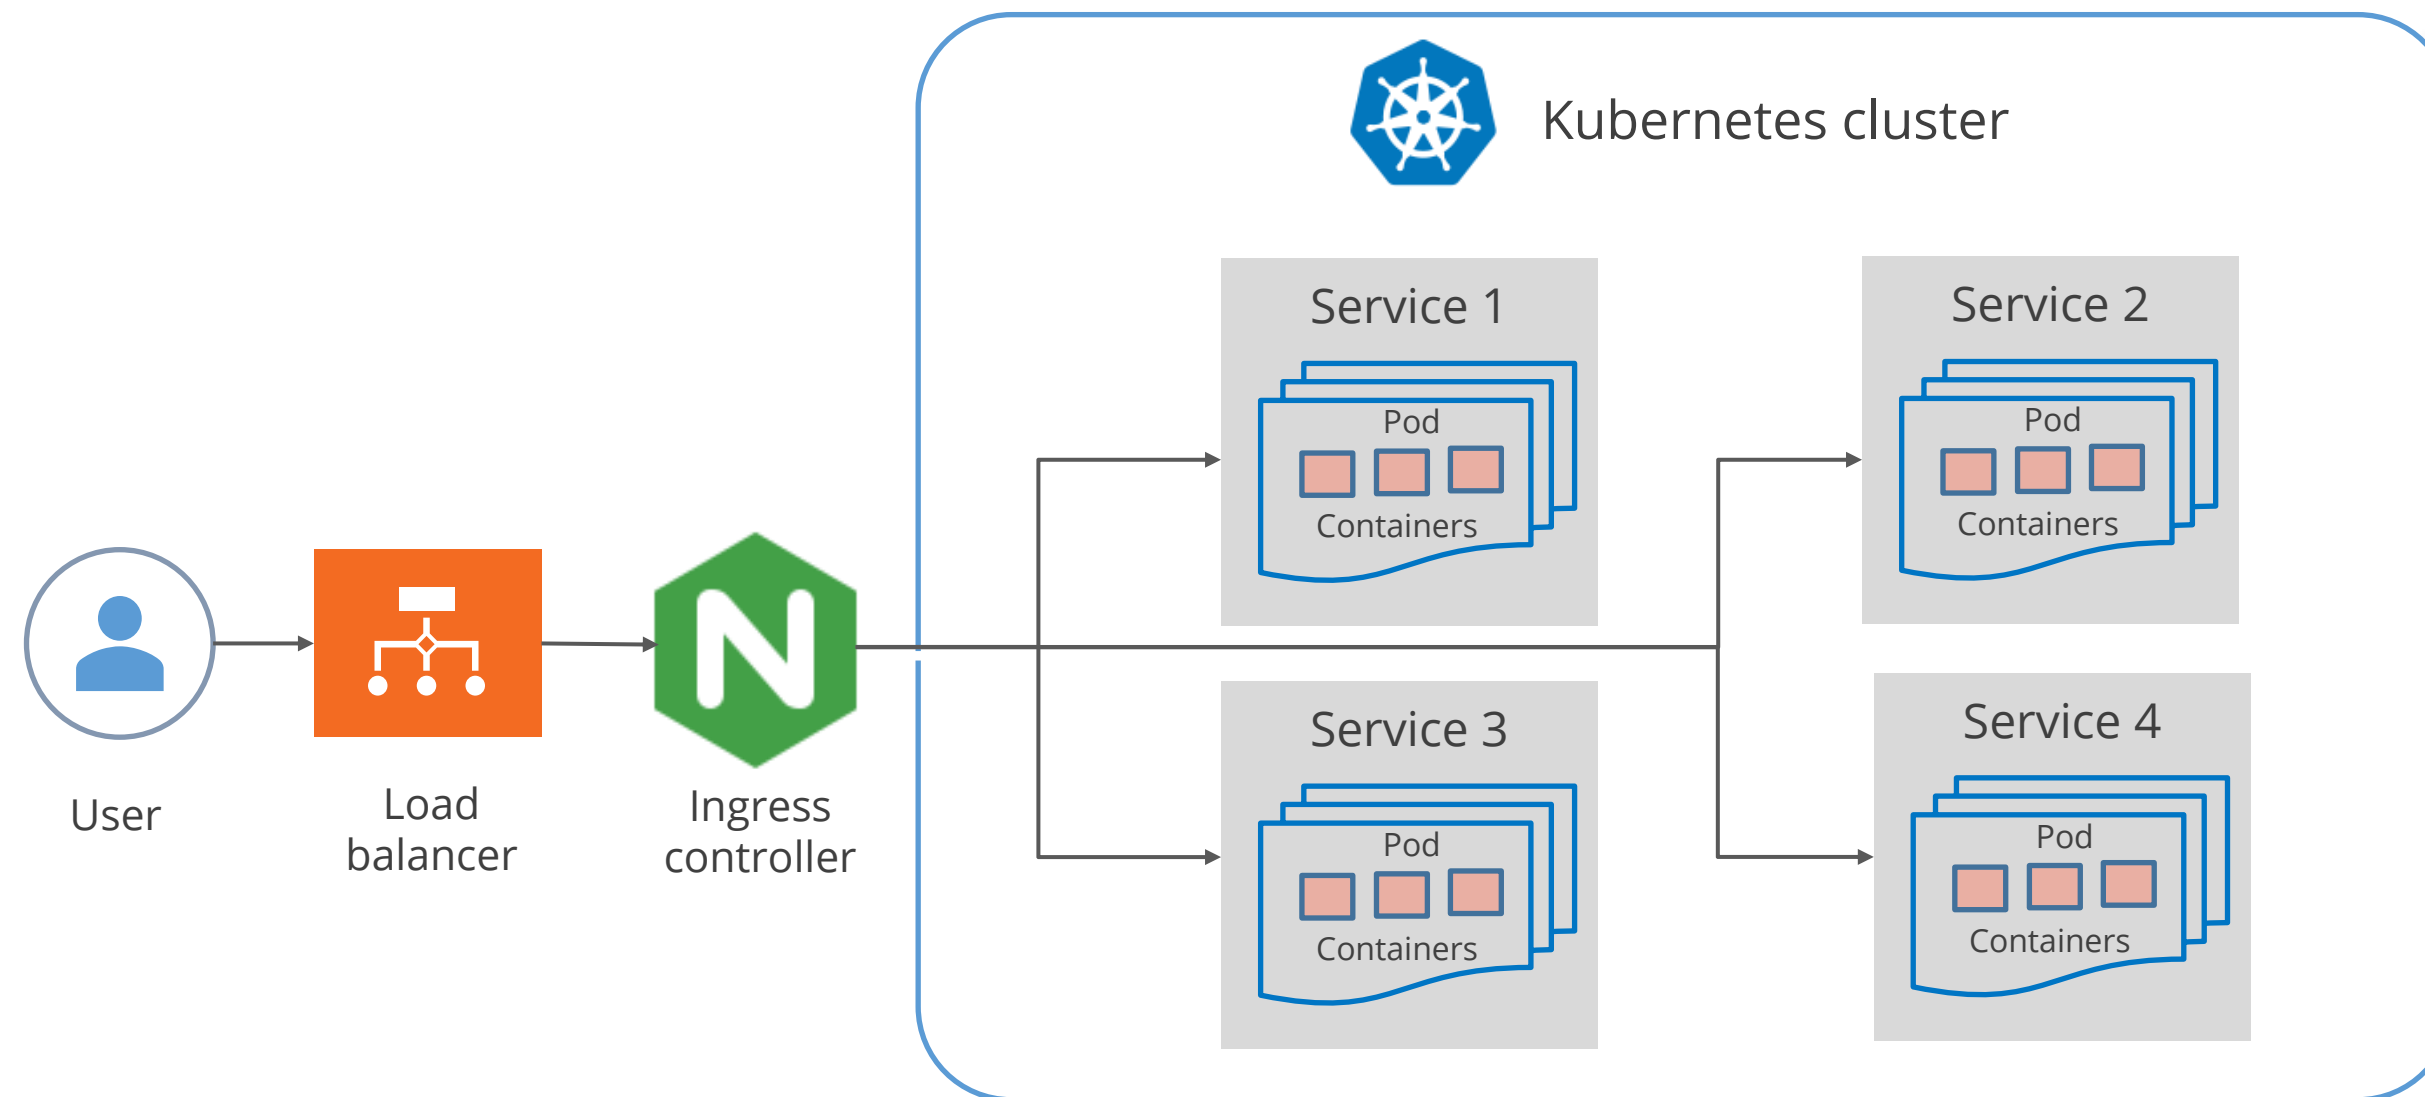 Kubernetes cluster
Service 1
Pod
Containers
Service 2
Pod
Containers
User
Load
balancer
Ingress
controller
Service 3
Pod
Containers
Service 4
Pod
Containers